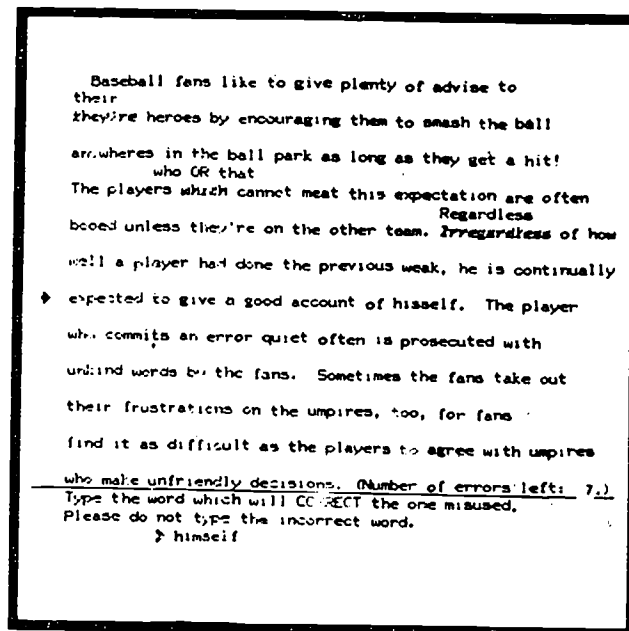 Baseball fans like to give plenty of advise to
their
they're heroes by encouraging them to smash the ball
anywheres in the ball park as long as they get a hit!
who OR that
The players which cannot meat this expectation are often
Regardless
booed unless they're on the other team. Irregardless of how
well a player had done the previous weak, he is continually
expected to give a good account of hisself. The player
who commits an error quiet often is prosecuted with
unkind words by the fans. Sometimes the fans take out
their frustrations on the umpires, too, for fans
find it as difficult as the players to agree with umpires
who make unfriendly decisions. (Number of errors left: 7.)
Type the word which will CORRECT the one misused.
Please do not type the incorrect word.
> himself